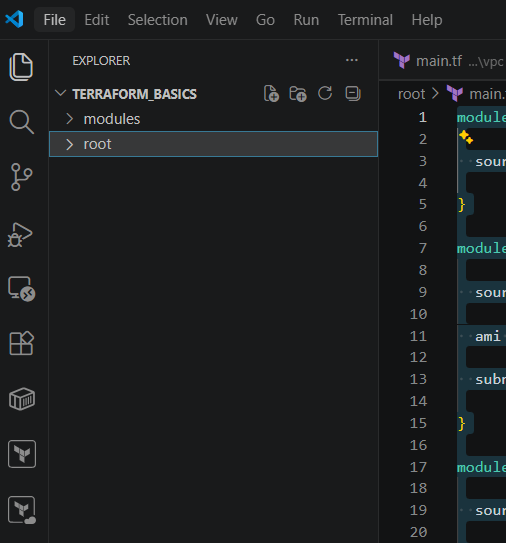 File Edit Selection View Go Run Terminal Help
EXPLORER
TERRAFORM_BASICS
modules
root
main.tf ...\vpc
root > main.
1 module
2
3 sour
4
5 }
6
7 module
8
9 sour
10
11 ami
12
13 subn
14
15 }
16
17 module
18
19 sour
20